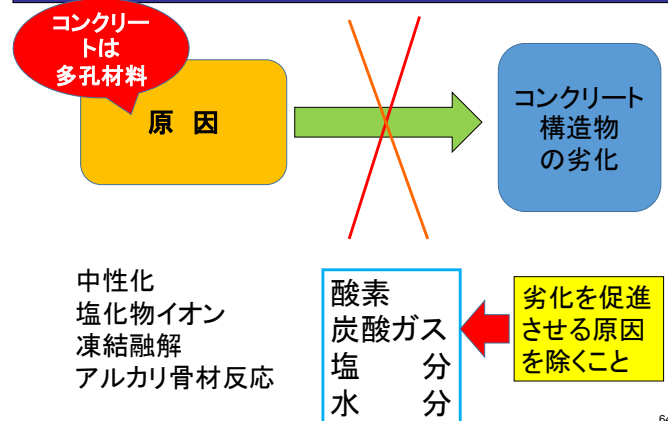 コンクリー
トは
多孔材料
原　因
コンクリート
構造物
の劣化
中性化
塩化物イオン
凍結融解
アルカリ骨材反応
酸素
炭酸ガス
塩　　分
水　　分
劣化を促進
させる原因
を除くこと